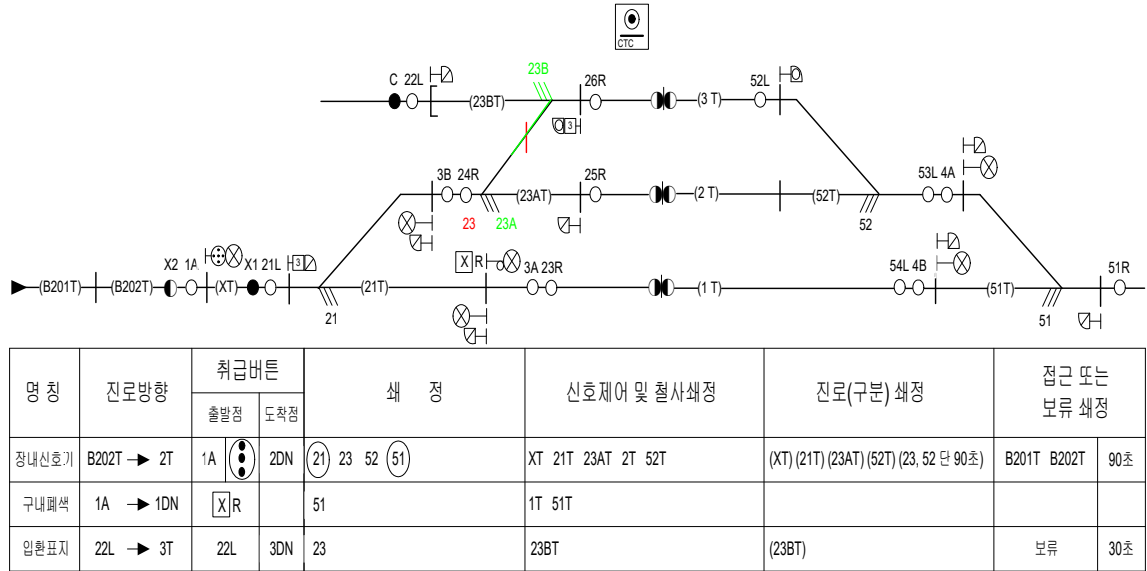 CTC
23B
C 22L
26R
52L
(23BT)
(3 T)
3
3B 24R
25R
53L 4A
(23AT)
(2 T)
(52T)
23 23A
52
X2 1A X1 21L
3
X R
3A 23R
54L 4B
51R
(B201T) (B202T) (XT) (21T) (1 T) (51T)
21
51
명 칭 진로방향 취급버튼 쇄 정 신호제어 및 철사쇄정 진로(구분) 쇄정 접근 또는
보류 쇄정
출발점 도착점
장내신호기 B202T → 2T 1A 2DN 21 23 52 51 XT 21T 23AT 2T 52T (XT) (21T) (23AT) (52T) (23, 52 단 90초) B201T B202T 90초
구내폐색 1A → 1DN X R 51 1T 51T
입환표지 22L → 3T 22L 3DN 23 23BT (23BT) 보류 30초